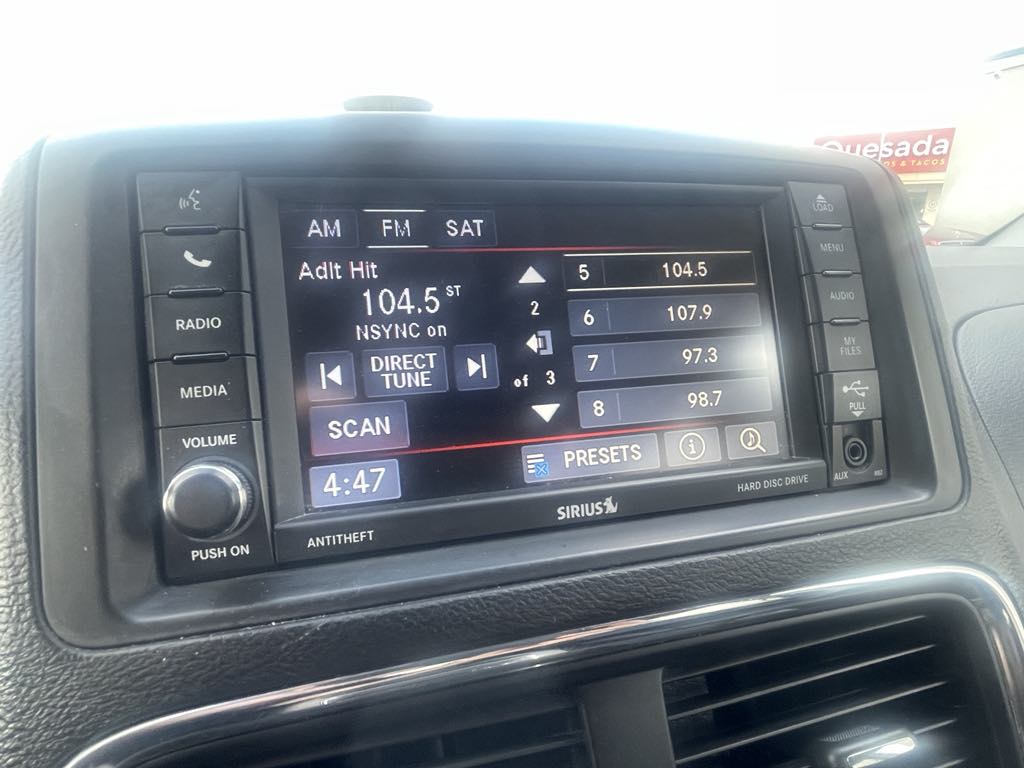 Quesada
& TACOS
LOAD
MENU
AUDIO
MY
FILES
PULL
AUX
RADIO
MEDIA
VOLUME
PUSH ON
AM FM SAT
Adlt Hit
104.5 ST
NSYNC on
DIRECT
TUNE
SCAN
4:47
2
of 3
5 104.5
6 107.9
7 97.3
8 98.7
PRESETS
i
ANTITHEFT
SIRIUS
HARD DISC DRIVE